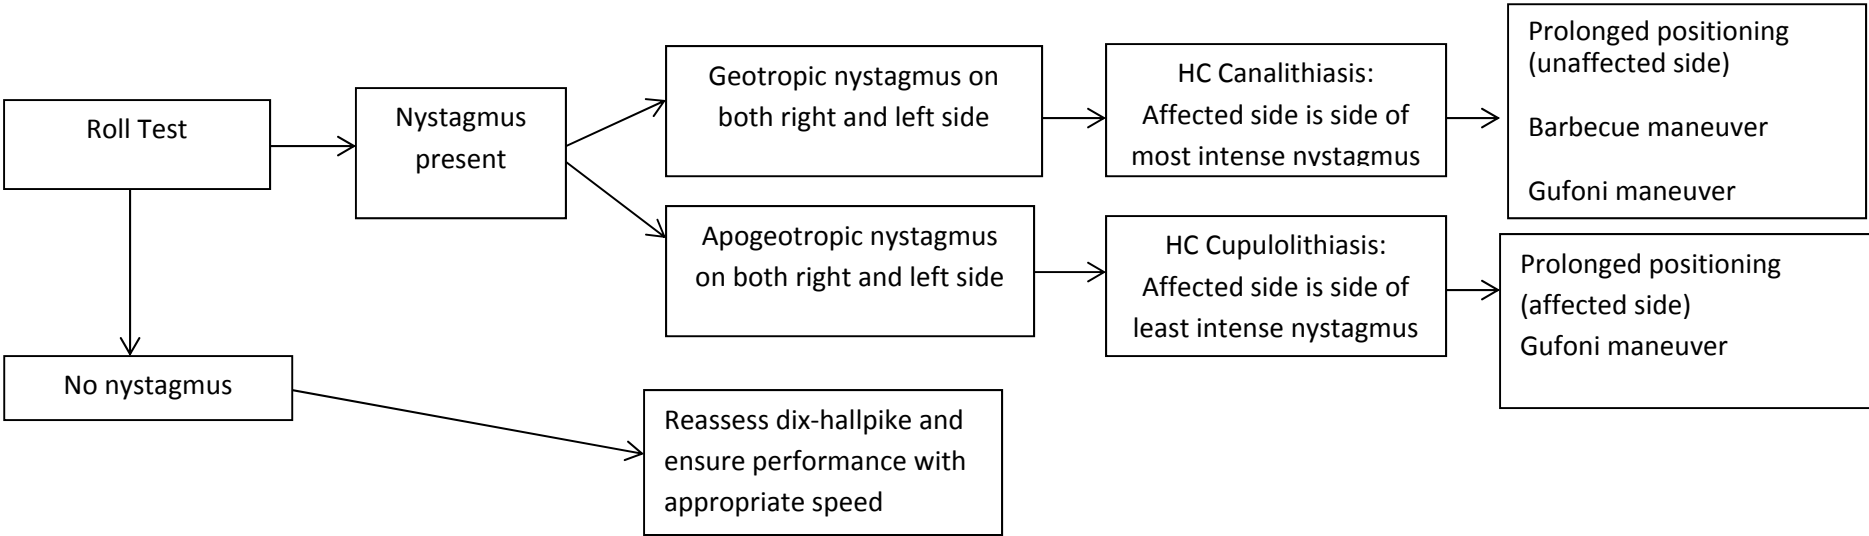 Roll Test
Nystagmus
present
Geotropic nystagmus on
both right and left side
HC Canalithiasis:
Affected side is side of
most intense nystagmus
Prolonged positioning
(unaffected side)
Barbecue maneuver
Gufoni maneuver
Apogeotropic nystagmus
on both right and left side
HC Cupulolithiasis:
Affected side is side of
least intense nystagmus
Prolonged positioning
(affected side)
Gufoni maneuver
No nystagmus
Reassess dix-hallpike and
ensure performance with
appropriate speed